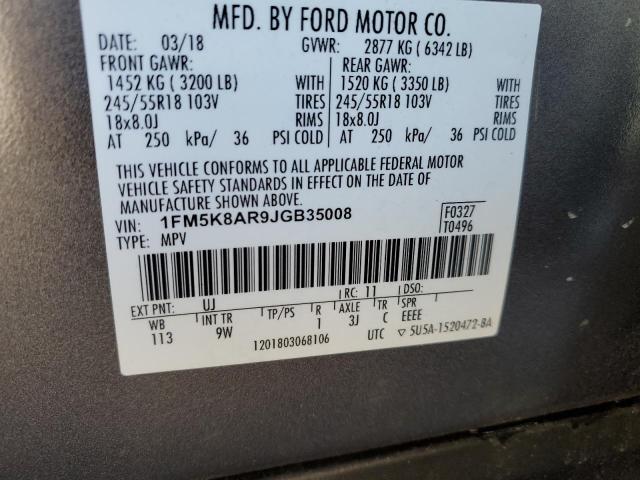 MFD. BY FORD MOTOR CO.
DATE: 03/18 GVWR: 2877 KG ( 6342 LB)
FRONT GAWR: REAR GAWR:
1452 KG ( 3200 LB) WITH 1520 KG ( 3350 LB) WITH
245/55R18 103V TIRES 245/55R18 103V TIRES
18x8.0J RIMS 18x8.0J RIMS
AT 250 kPa/ 36 PSI COLD AT 250 kPa/ 36 PSI COLD
THIS VEHICLE CONFORMS TO ALL APPLICABLE FEDERAL MOTOR
VEHICLE SAFETY STANDARDS IN EFFECT ON THE DATE OF
MANUFACTURE SHOWN ABOVE.
VIN: 1FM5K8AR9JGB35008 F0327
TYPE: MPV T0496
EXT PNT: UJ RC: 11 DSO:
WB INT TR TP/PS R AXLE TR SPR
113 9W 1 3J C EEEE
1201803068106 UTC ▽ 5U5A-1520472-BA